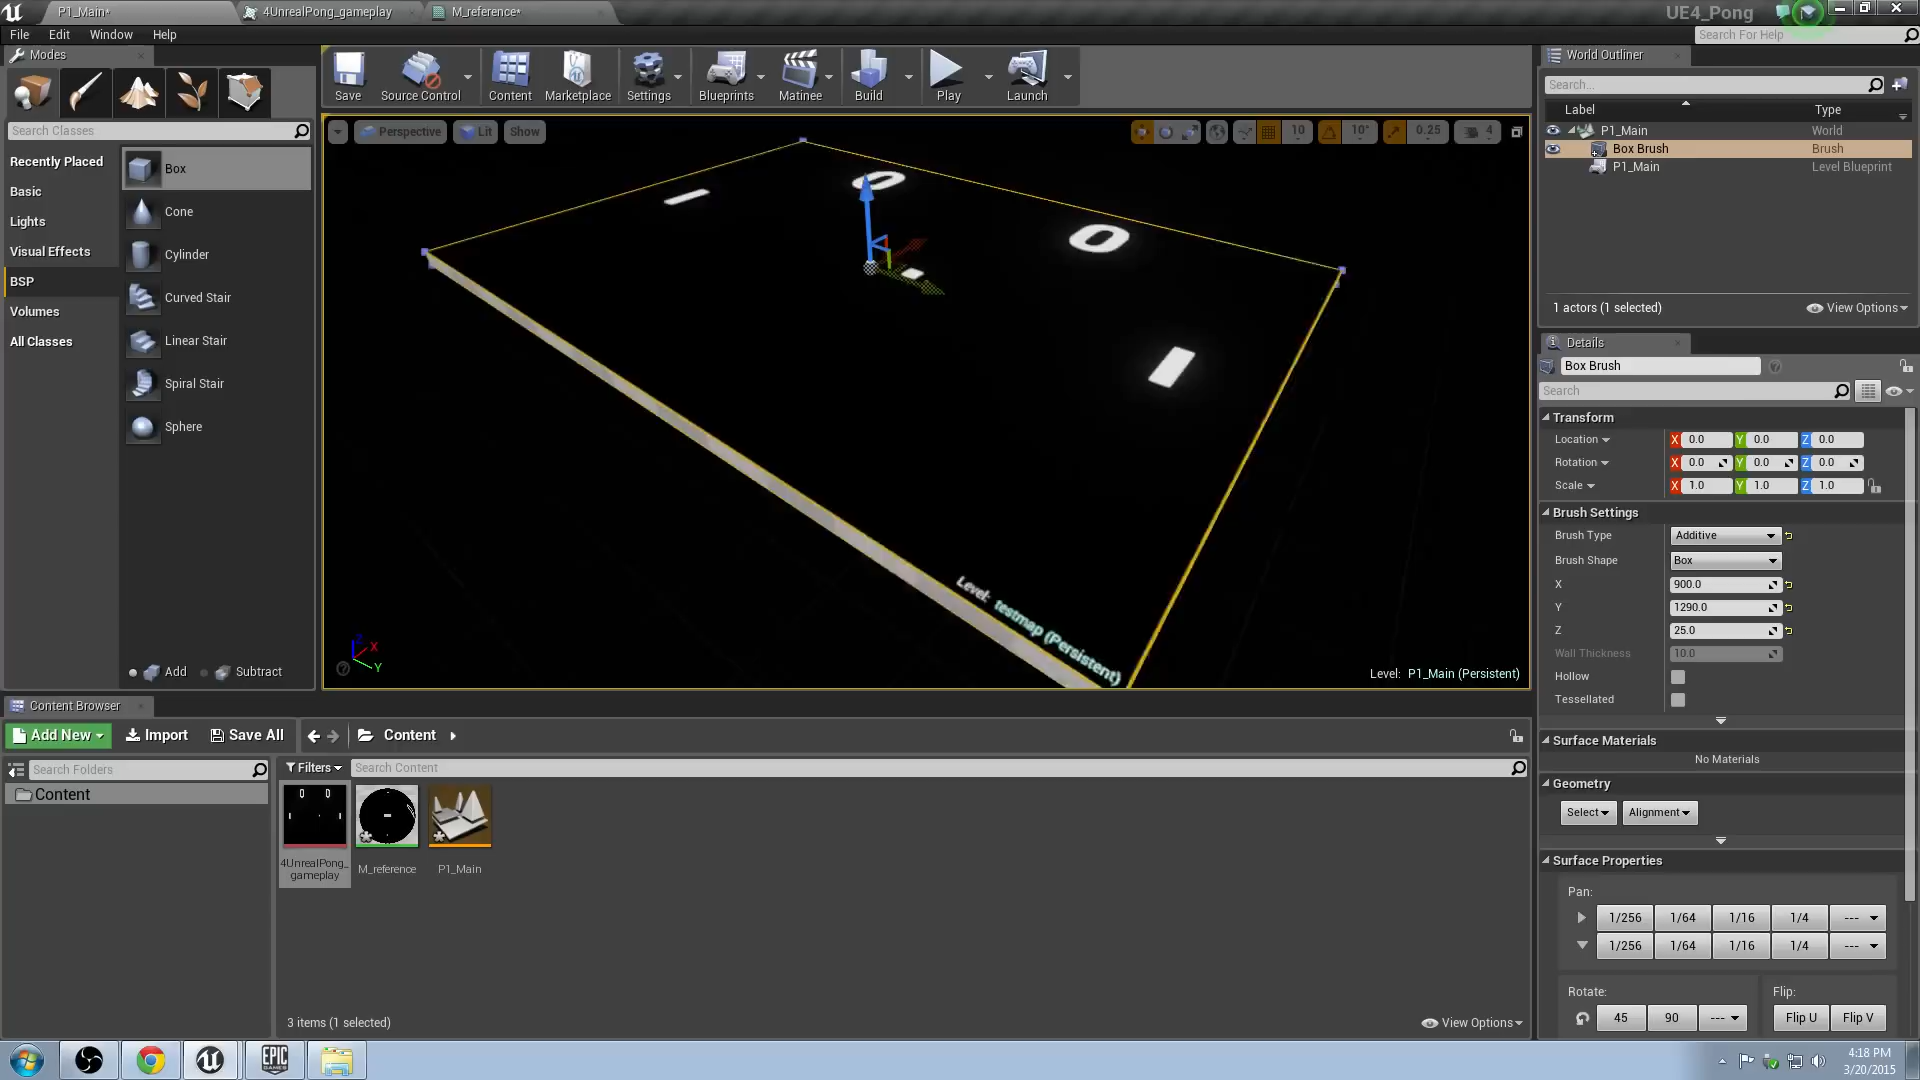 P1_Main*
4UnrealPong_gameplay
M_reference*
UE4_Pong
File Edit Window Help
Search For Help
Modes
Search Classes
Recently Placed
Basic
Lights
Visual Effects
BSP
Volumes
All Classes
Box
Cone
Cylinder
Curved Stair
Linear Stair
Spiral Stair
Sphere
Add Subtract
Save Source Control Content Marketplace Settings Blueprints Matinee Build Play Launch
Perspective Lit Show
10 10° 0.25 4
0
0
Level: testmap (Persistent)
Z X Y
Level: P1_Main (Persistent)
World Outliner
Search...
Label Type
P1_Main World
Box Brush Brush
P1_Main Level Blueprint
1 actors (1 selected) View Options
Details
Box Brush
Search
Transform
Location X 0.0 Y 0.0 Z 0.0
Rotation X 0.0 Y 0.0 Z 0.0
Scale X 1.0 Y 1.0 Z 1.0
Brush Settings
Brush Type Additive
Brush Shape Box
X 900.0
Y 1290.0
Z 25.0
Wall Thickness 10.0
Hollow
Tessellated
Surface Materials
No Materials
Geometry
Select Alignment
Surface Properties
Pan:
1/256 1/64 1/16 1/4 ---
1/256 1/64 1/16 1/4 ---
Rotate: Flip:
45 90 --- Flip U Flip V
Content Browser
Add New Import Save All Content
Search Folders
Content
Filters Search Content
4UnrealPong_
gameplay
M_reference
P1_Main
3 items (1 selected) View Options
EPIC
GAMES
4:18 PM
3/20/2015